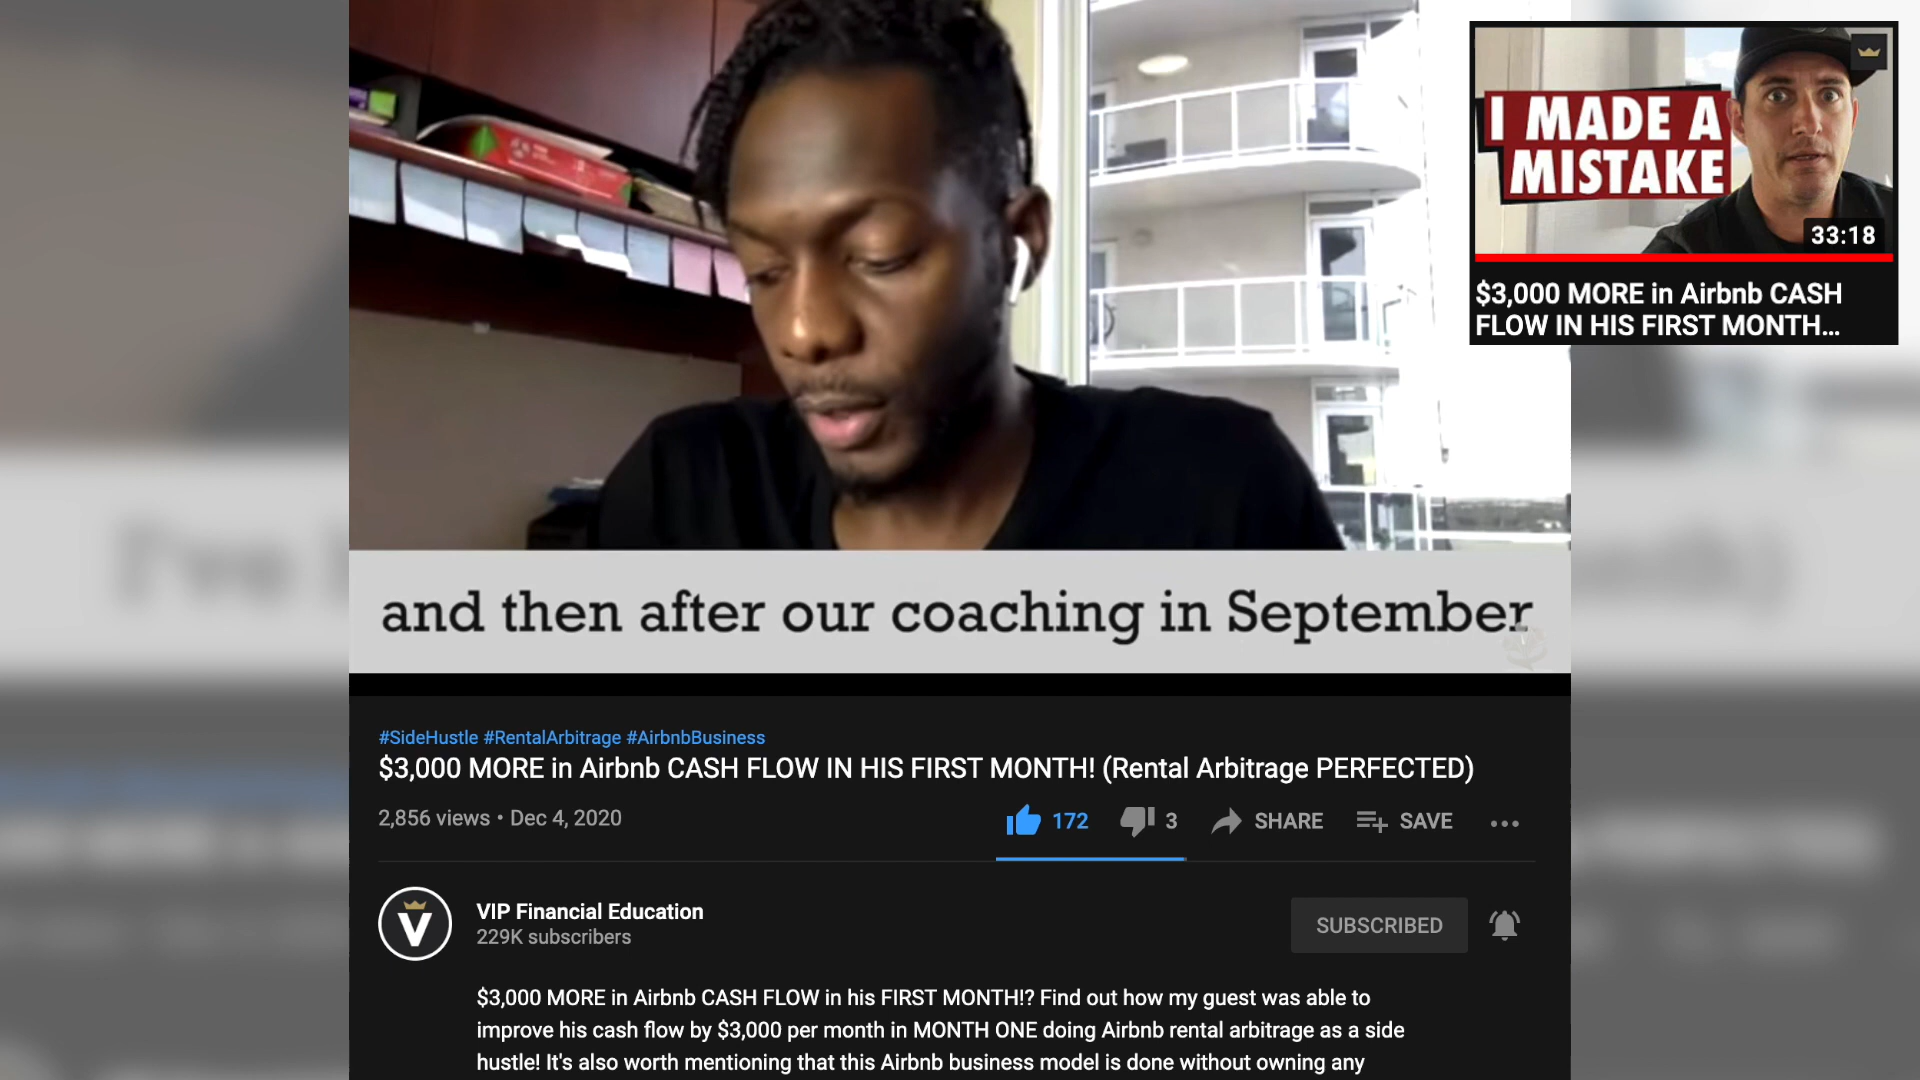 I MADE A
MISTAKE
33:18
$3,000 MORE in Airbnb CASH
FLOW IN HIS FIRST MONTH...
and then after our coaching in September
#SideHustle #RentalArbitrage #AirbnbBusiness
$3,000 MORE in Airbnb CASH FLOW IN HIS FIRST MONTH! (Rental Arbitrage PERFECTED)
2,856 views • Dec 4, 2020
172
3
SHARE
SAVE
V
VIP Financial Education
229K subscribers
SUBSCRIBED
$3,000 MORE in Airbnb CASH FLOW in his FIRST MONTH!? Find out how my guest was able to
improve his cash flow by $3,000 per month in MONTH ONE doing Airbnb rental arbitrage as a side
hustle! It's also worth mentioning that this Airbnb business model is done without owning any